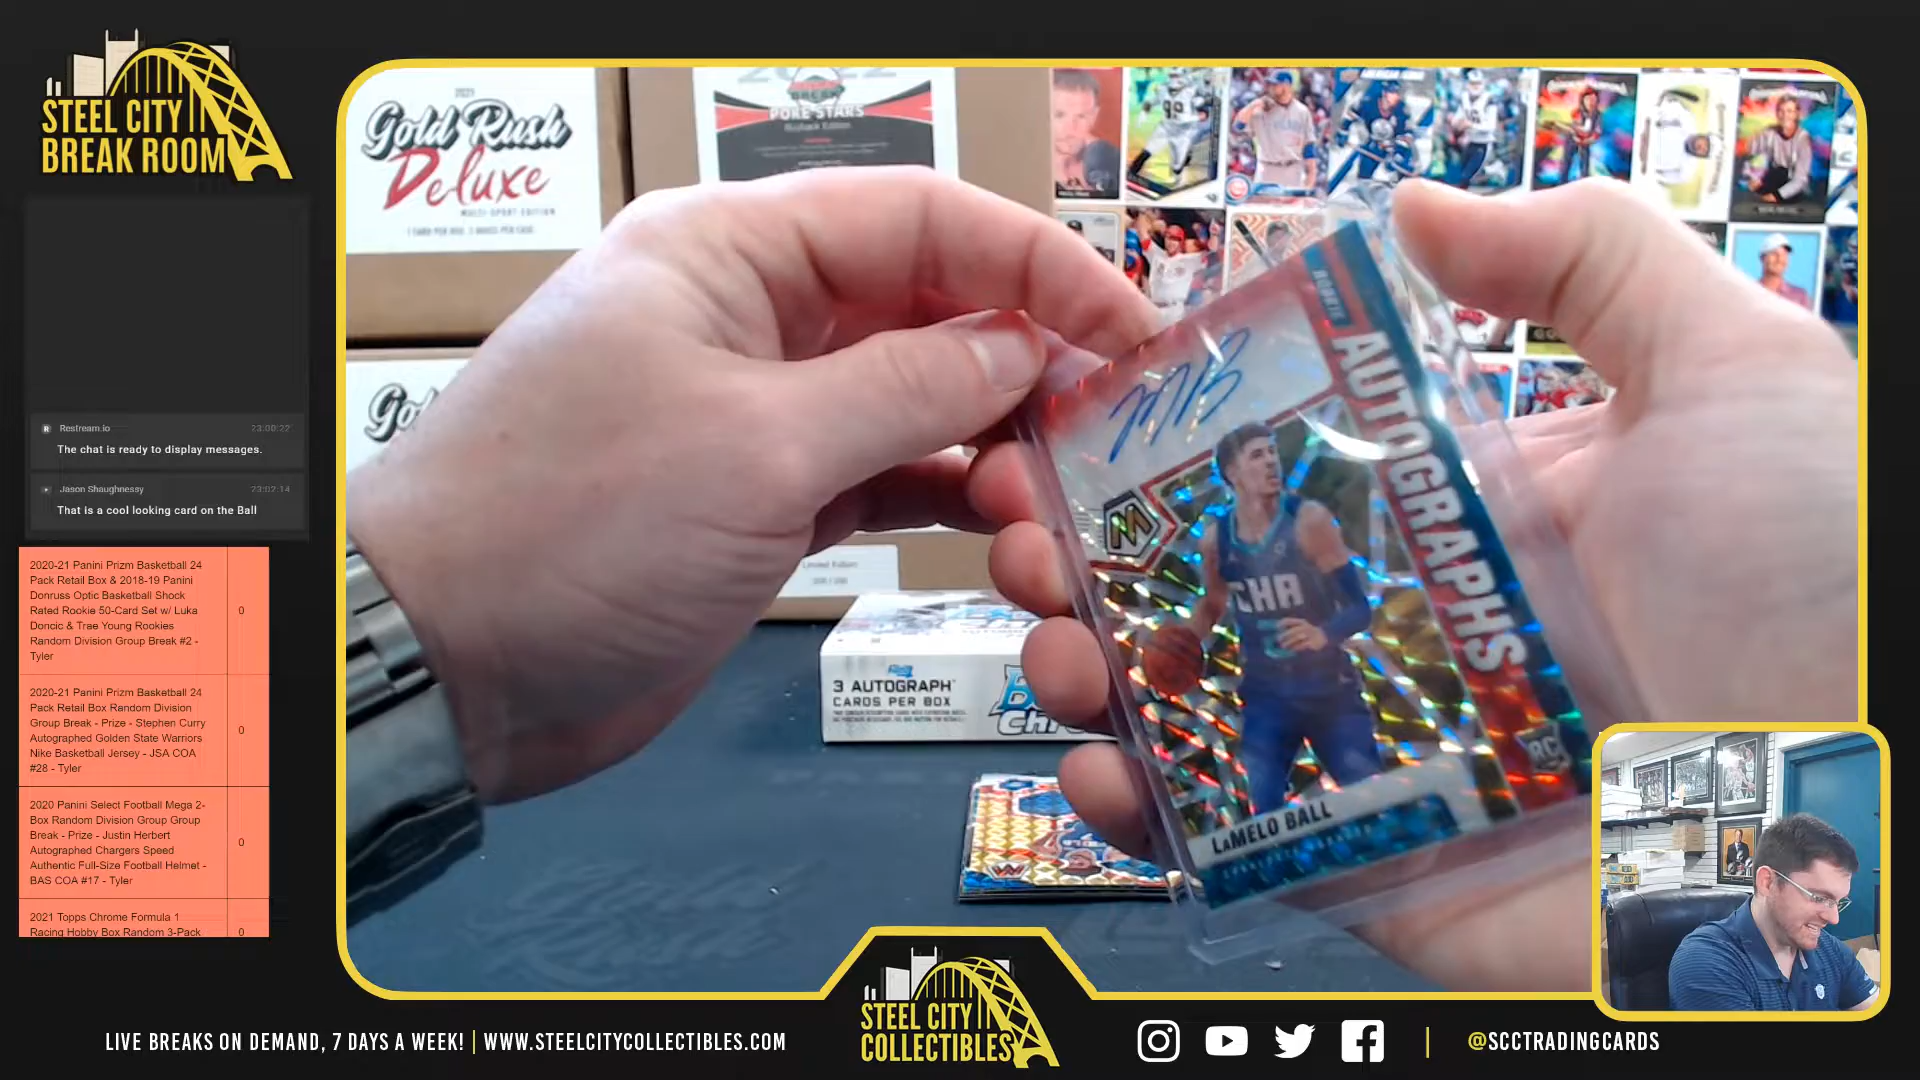 STEEL CITY
BREAK ROOM
Restream.io 23:00:22
The chat is ready to display messages.
Jason Shaughnessy 23:02:14
That is a cool looking card on the Ball
2020-21 Panini Prizm Basketball 24
Pack Retail Box & 2018-19 Panini
Donruss Optic Basketball Shock
Rated Rookie 50-Card Set w/ Luka
Doncic & Trae Young Rookies
Random Division Group Break #2 -
Tyler
0
2020-21 Panini Prizm Basketball 24
Pack Retail Box Random Division
Group Break - Prize - Stephen Curry
Autographed Golden State Warriors
Nike Basketball Jersey - JSA COA
#28 - Tyler
0
2020 Panini Select Football Mega 2-
Box Random Division Group Group
Break - Prize - Justin Herbert
Autographed Chargers Speed
Authentic Full-Size Football Helmet -
BAS COA #17 - Tyler
0
2021 Topps Chrome Formula 1
Racing Hobby Box Random 3-Pack
0
2021
Gold Rush
Deluxe
MULTI-SPORT EDITION
PORE STARS
Go
3 AUTOGRAPH
CARDS PER BOX
ROOKIE
AUTOGRAPHS
M
CHA
RC
LaMELO BALL
STEEL CITY
COLLECTIBLES
LIVE BREAKS ON DEMAND, 7 DAYS A WEEK! | WWW.STEELCITYCOLLECTIBLES.COM
@SCCTRADINGCARDS